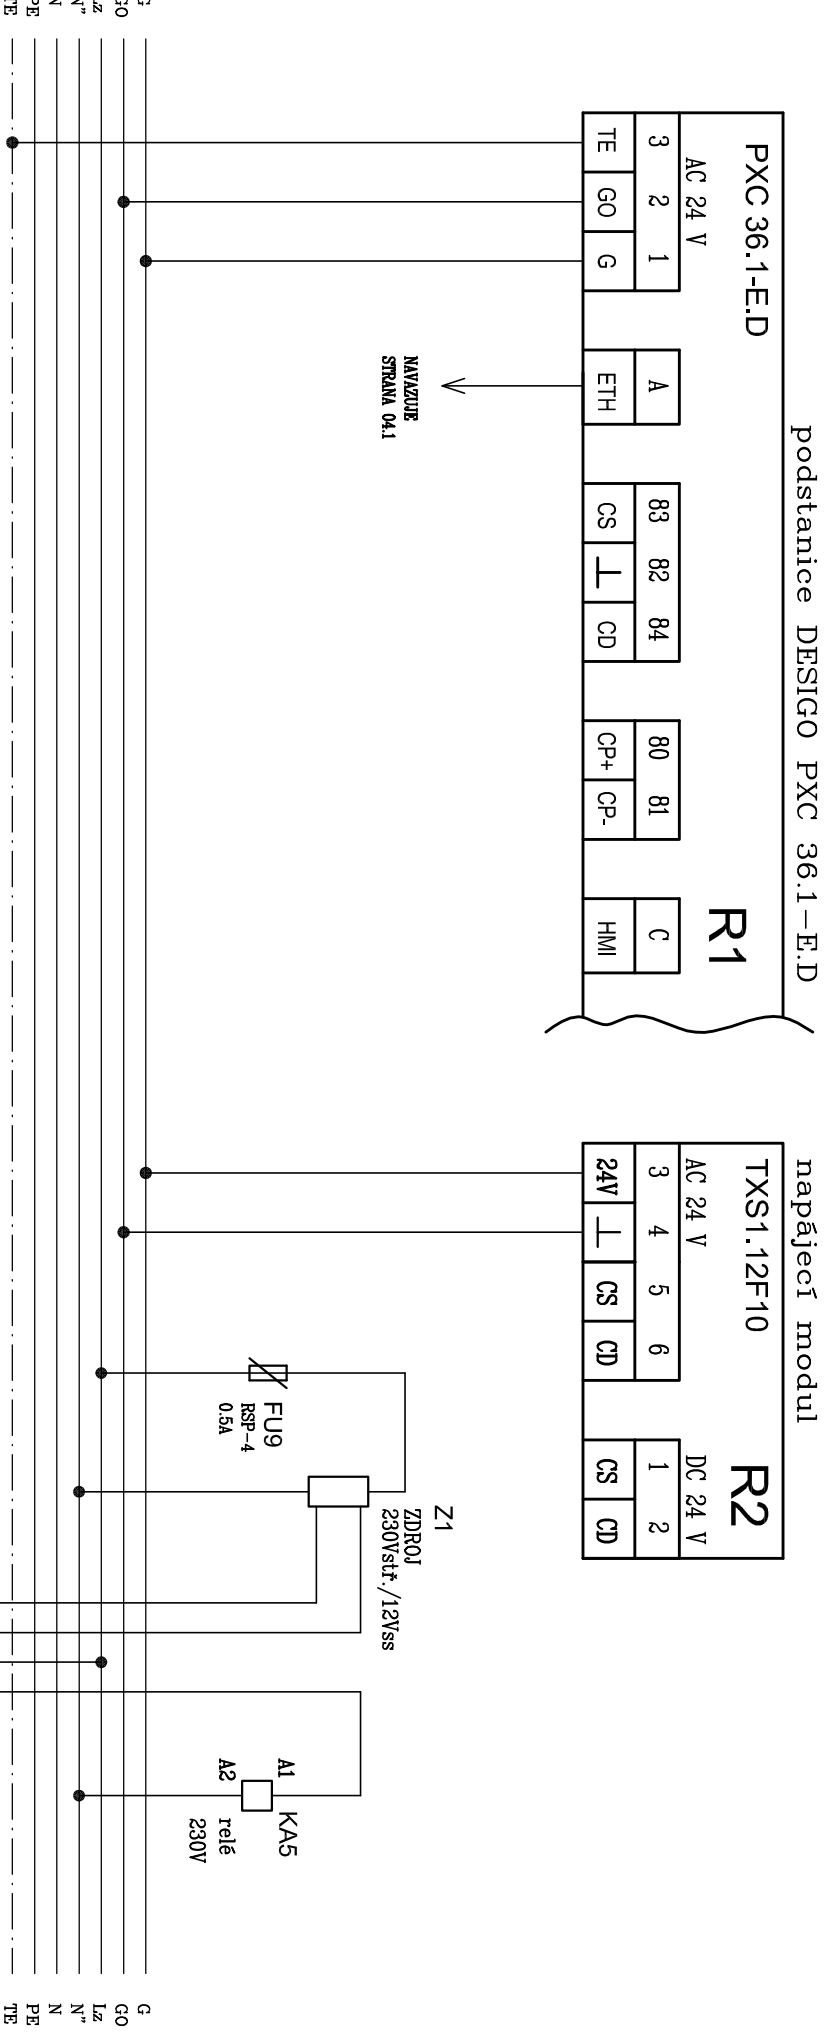 podstanice DESIGO PXC 36.1-E.D
PXC 36.1-E.D
R1
AC 24 V
3 2 1
TE GO G
A
ETH
83 82 84
CS ⊥ CD
80 81
CP+ CP-
C
HMI
NAVAZUJE
STRANA 04.1
napájecí modul
TXS1.12F10
R2
AC 24 V
DC 24 V
3 4 5 6
24V ⊥ CS CD
1 2
CS CD
Z1
ZDROJ
230Vstř./12Vss
FU9
RSP-4
0.5A
A1
KA5
A2
relé
230V
G
GO
Lz
N"
N
PE
TE
G
GO
Lz
N"
N
PE
TE